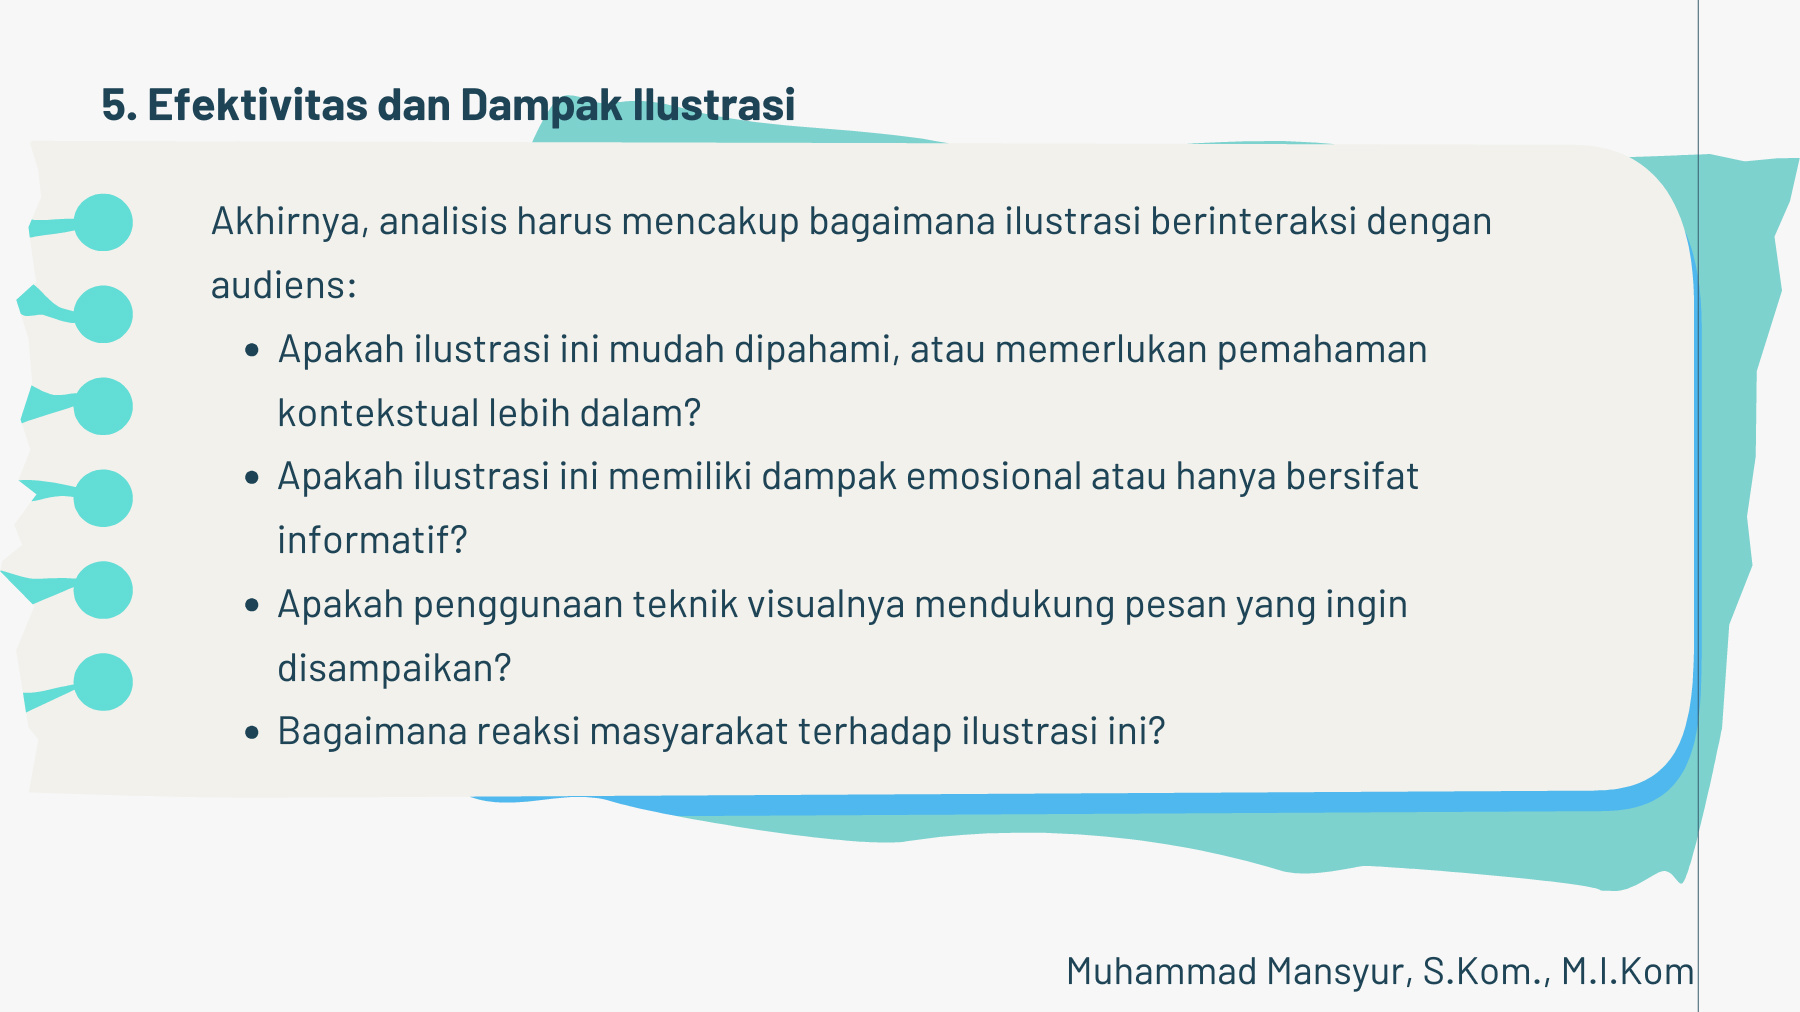 5. Efektivitas dan Dampak Ilustrasi
Akhirnya, analisis harus mencakup bagaimana ilustrasi berinteraksi dengan
audiens:
• Apakah ilustrasi ini mudah dipahami, atau memerlukan pemahaman
kontekstual lebih dalam?
• Apakah ilustrasi ini memiliki dampak emosional atau hanya bersifat
informatif?
• Apakah penggunaan teknik visualnya mendukung pesan yang ingin
disampaikan?
• Bagaimana reaksi masyarakat terhadap ilustrasi ini?
Muhammad Mansyur, S.Kom., M.I.Kom